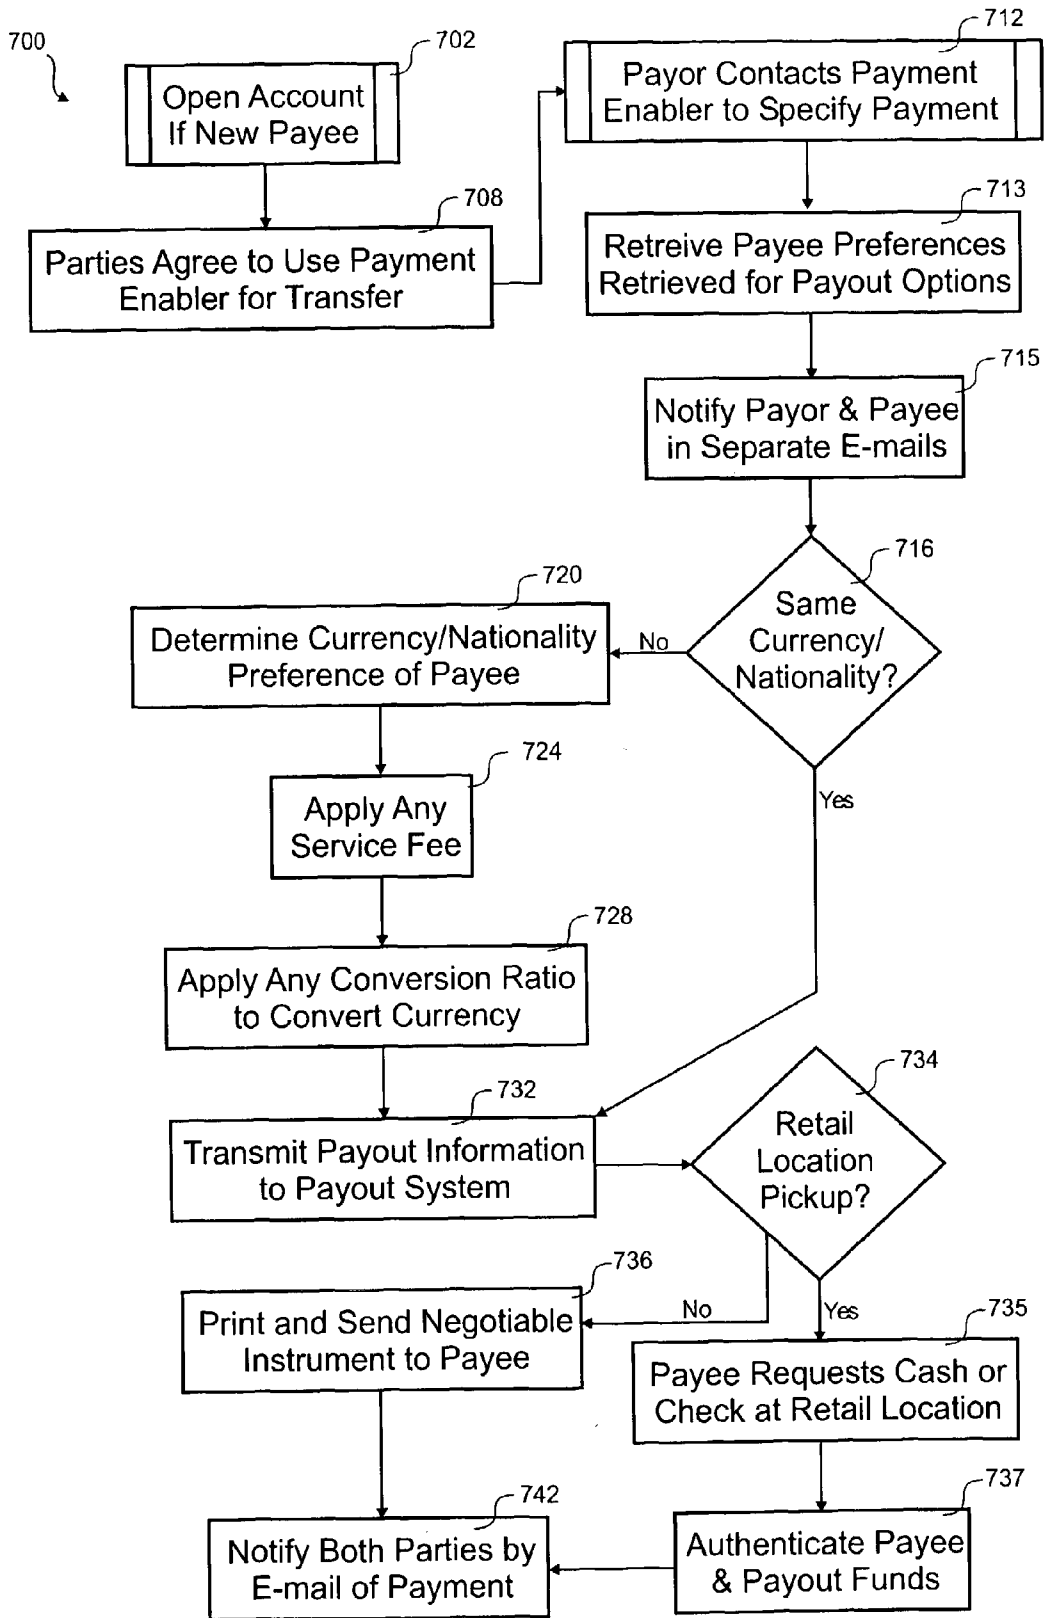 700
702
Open Account
If New Payee
708
Parties Agree to Use Payment
Enabler for Transfer
712
Payor Contacts Payment
Enabler to Specify Payment
713
Retreive Payee Preferences
Retrieved for Payout Options
715
Notify Payor & Payee
in Separate E-mails
716
Same
Currency/
Nationality?
No
Yes
720
Determine Currency/Nationality
Preference of Payee
724
Apply Any
Service Fee
728
Apply Any Conversion Ratio
to Convert Currency
732
Transmit Payout Information
to Payout System
734
Retail
Location
Pickup?
No
Yes
736
Print and Send Negotiable
Instrument to Payee
735
Payee Requests Cash or
Check at Retail Location
737
Authenticate Payee
& Payout Funds
742
Notify Both Parties by
E-mail of Payment